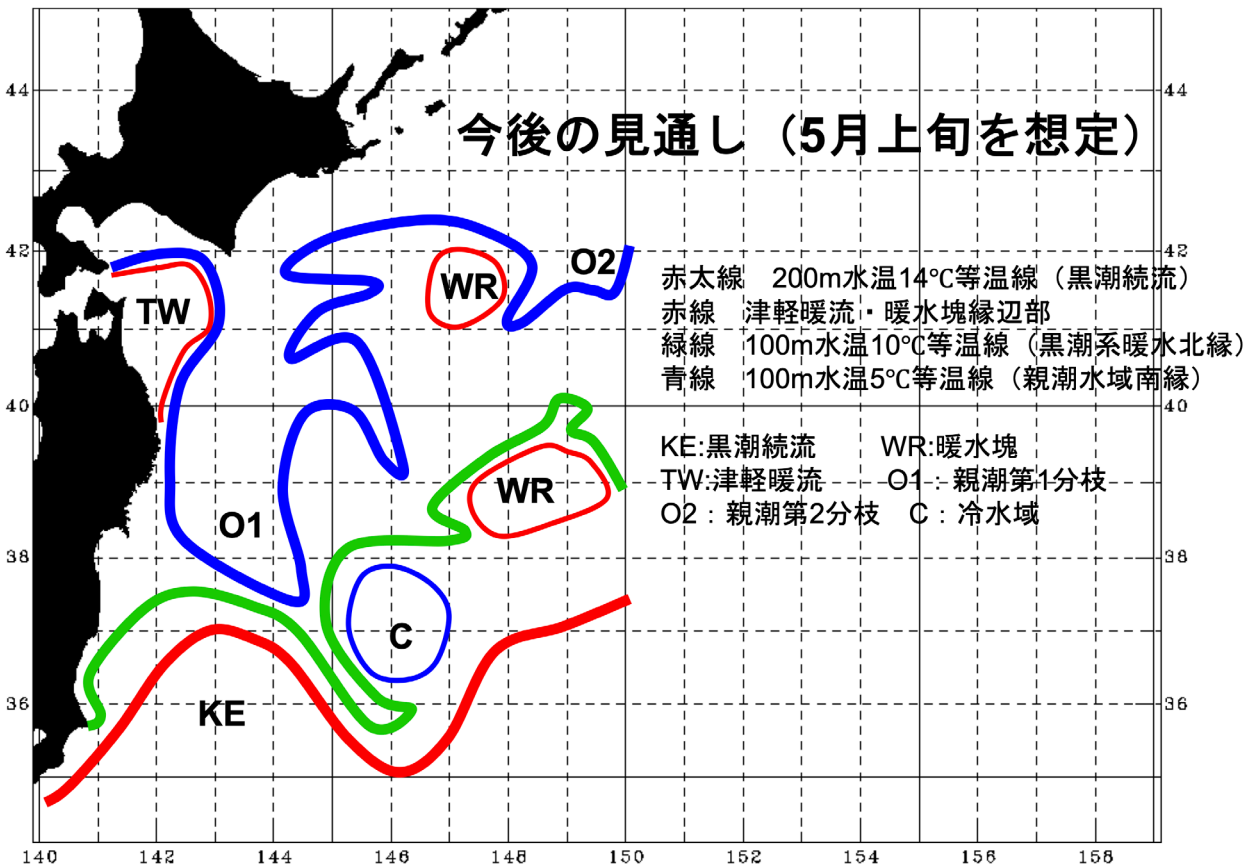 今後の見通し（5月上旬を想定）
44 44
42 42
40 40
38 38
36 36
WR
O2
TW
赤太線　200m水温14℃等温線（黒潮続流）
赤線　津軽暖流・暖水塊縁辺部
緑線　100m水温10℃等温線（黒潮系暖水北縁）
青線　100m水温5℃等温線（親潮水域南縁）
KE:黒潮続流　WR:暖水塊
TW:津軽暖流　O1：親潮第1分枝
O2：親潮第2分枝　C：冷水域
WR
O1
C
KE
140 142 144 146 148 150 152 154 156 158